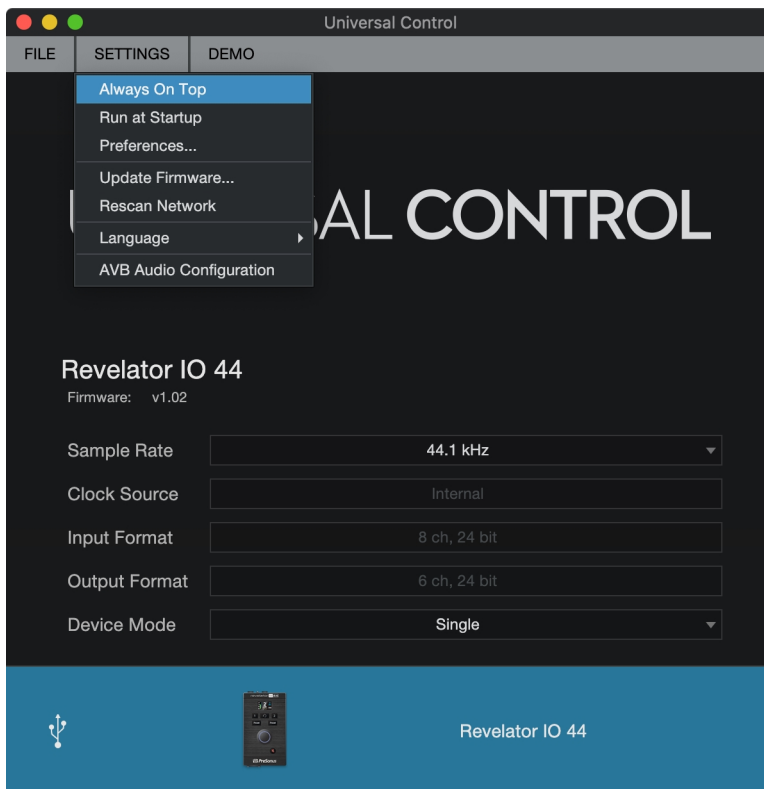 Universal Control
FILE SETTINGS DEMO
Always On Top
Run at Startup
Preferences...
Update Firmware...
Rescan Network
Language
AVB Audio Configuration
AL CONTROL
Revelator IO 44
Firmware: v1.02
Sample Rate 44.1 kHz
Clock Source Internal
Input Format 8 ch, 24 bit
Output Format 6 ch, 24 bit
Device Mode Single
PreSonus
Revelator IO 44